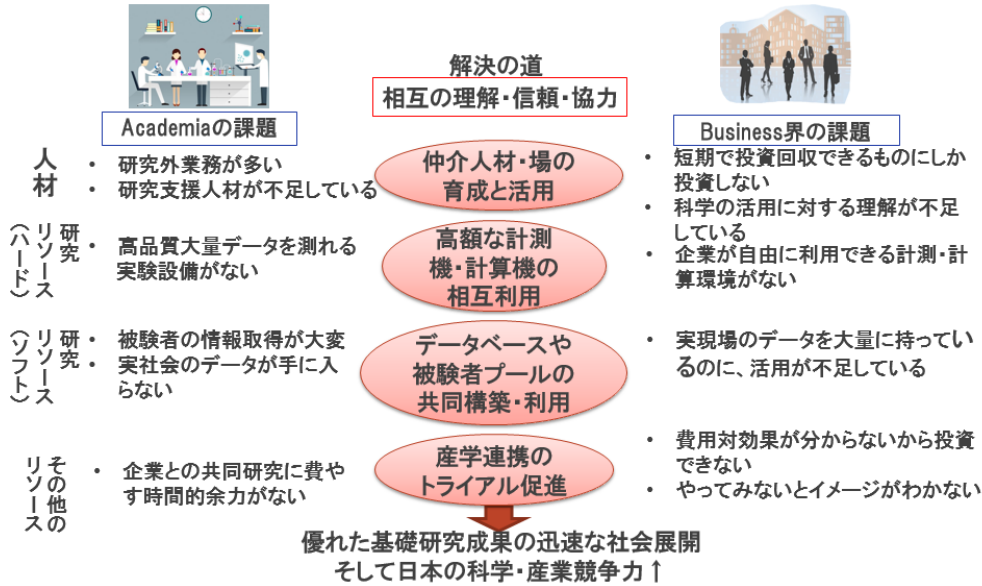 解決の道
相互の理解・信頼・協力
Academiaの課題
Business界の課題
人材
・ 研究外業務が多い
・ 研究支援人材が不足している
仲介人材・場の
育成と活用
・ 短期で投資回収できるものにしか
投資しない
・ 科学の活用に対する理解が不足
している
研究
リソース
（ハード）
・ 高品質大量データを測れる
実験設備がない
高額な計測
機・計算機の
相互利用
・ 企業が自由に利用できる計測・計
算環境がない
研究
リソース
（ソフト）
・ 被験者の情報取得が大変
・ 実社会のデータが手に入
らない
データベースや
被験者プールの
共同構築・利用
・ 実現場のデータを大量に持ってい
るのに、活用が不足している
その他の
リソース
・ 企業との共同研究に費や
す時間的余力がない
産学連携の
トライアル促進
・ 費用対効果が分からないから投資
できない
・ やってみないとイメージがわかない
優れた基礎研究成果の迅速な社会展開
そして日本の科学・産業競争力↑